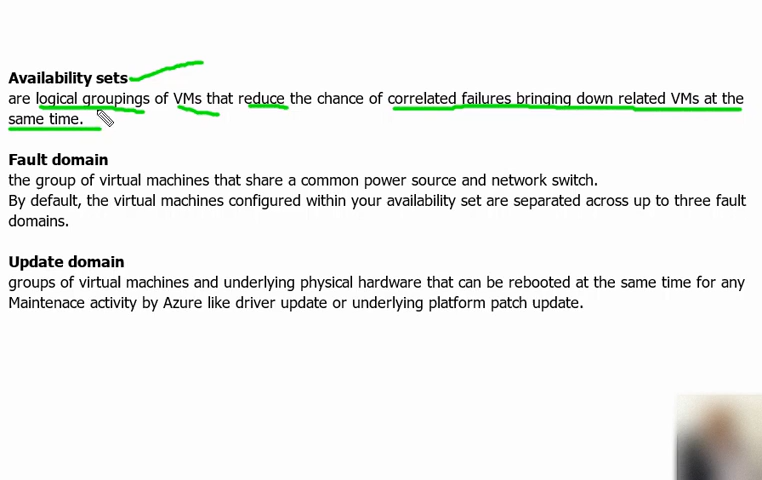 Availability sets
are logical groupings of VMs that reduce the chance of correlated failures bringing down related VMs at the
same time.
Fault domain
the group of virtual machines that share a common power source and network switch.
By default, the virtual machines configured within your availability set are separated across up to three fault
domains.
Update domain
groups of virtual machines and underlying physical hardware that can be rebooted at the same time for any
Maintenace activity by Azure like driver update or underlying platform patch update.